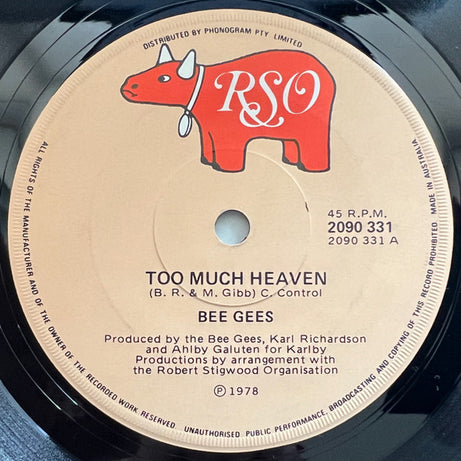 DISTRIBUTED BY PHONOGRAM PTY. LIMITED
RSO
45 R.P.M.
2090 331
2090 331 A
TOO MUCH HEAVEN
(B. R. & M. Gibb) C. Control
BEE GEES
Produced by the Bee Gees, Karl Richardson
and Ahlby Galuten for Karlby
Productions by arrangement with
the Robert Stigwood Organisation
℗ 1978
ALL RIGHTS OF THE MANUFACTURER AND OF THE OWNER OF THE RECORDED WORK RESERVED. UNAUTHORISED PUBLIC PERFORMANCE, BROADCASTING AND COPYING OF THIS RECORD PROHIBITED. MADE IN AUSTRALIA